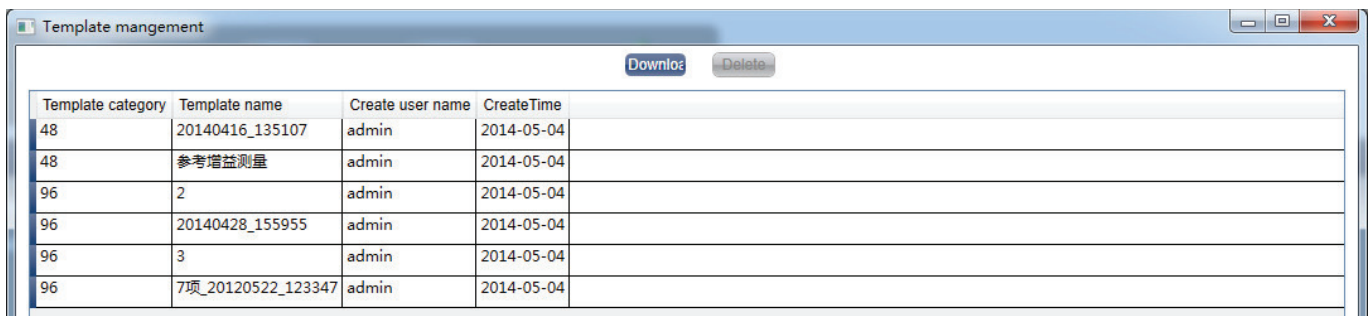 Template mangement
Downloa Delete
Template category Template name Create user name CreateTime
48 20140416_135107 admin 2014-05-04
48 参考增益测量 admin 2014-05-04
96 2 admin 2014-05-04
96 20140428_155955 admin 2014-05-04
96 3 admin 2014-05-04
96 7项_20120522_123347 admin 2014-05-04